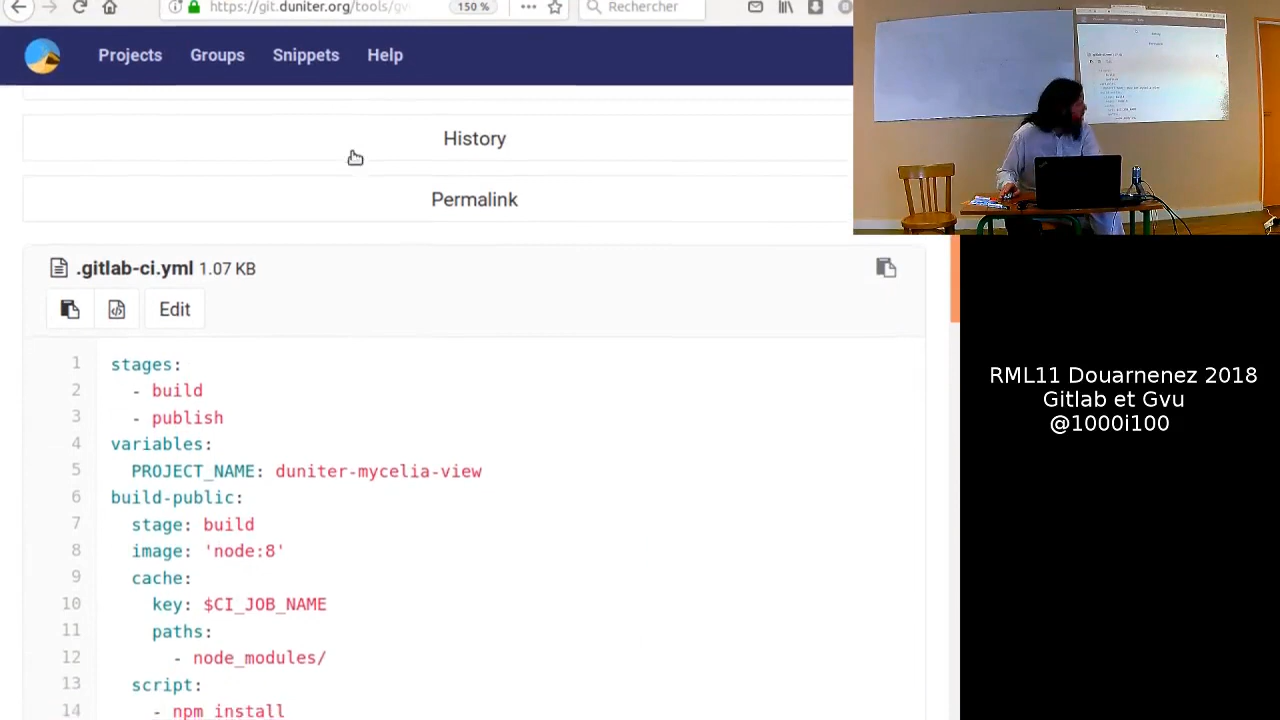 https://git.duniter.org/tools/gv
150 %
Rechercher
Projects Groups Snippets Help
History
Permalink
.gitlab-ci.yml 1.07 KB
Edit
1 stages:
2 - build
3 - publish
4 variables:
5 PROJECT_NAME: duniter-mycelia-view
6 build-public:
7 stage: build
8 image: 'node:8'
9 cache:
10 key: $CI_JOB_NAME
11 paths:
12 - node_modules/
13 script:
14 - npm install
RML11 Douarnenez 2018
Gitlab et Gvu
@1000i100